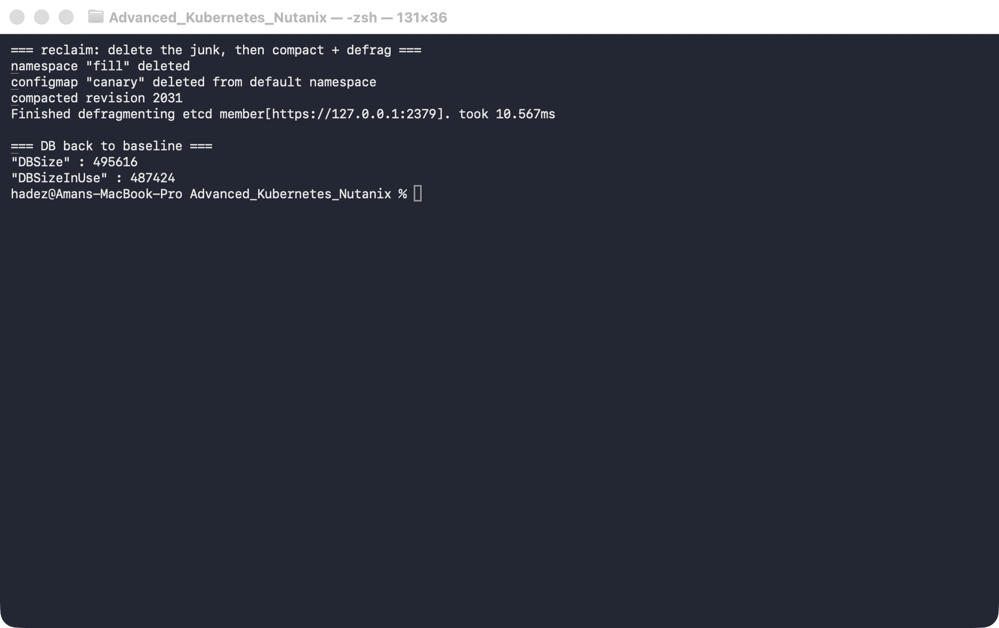 Advanced_Kubernetes_Nutanix — -zsh — 131×36
=== reclaim: delete the junk, then compact + defrag ===
namespace "fill" deleted
configmap "canary" deleted from default namespace
compacted revision 2031
Finished defragmenting etcd member[https://127.0.0.1:2379]. took 10.567ms
=== DB back to baseline ===
"DBSize" : 495616
"DBSizeInUse" : 487424
hadez@Amans-MacBook-Pro Advanced_Kubernetes_Nutanix %